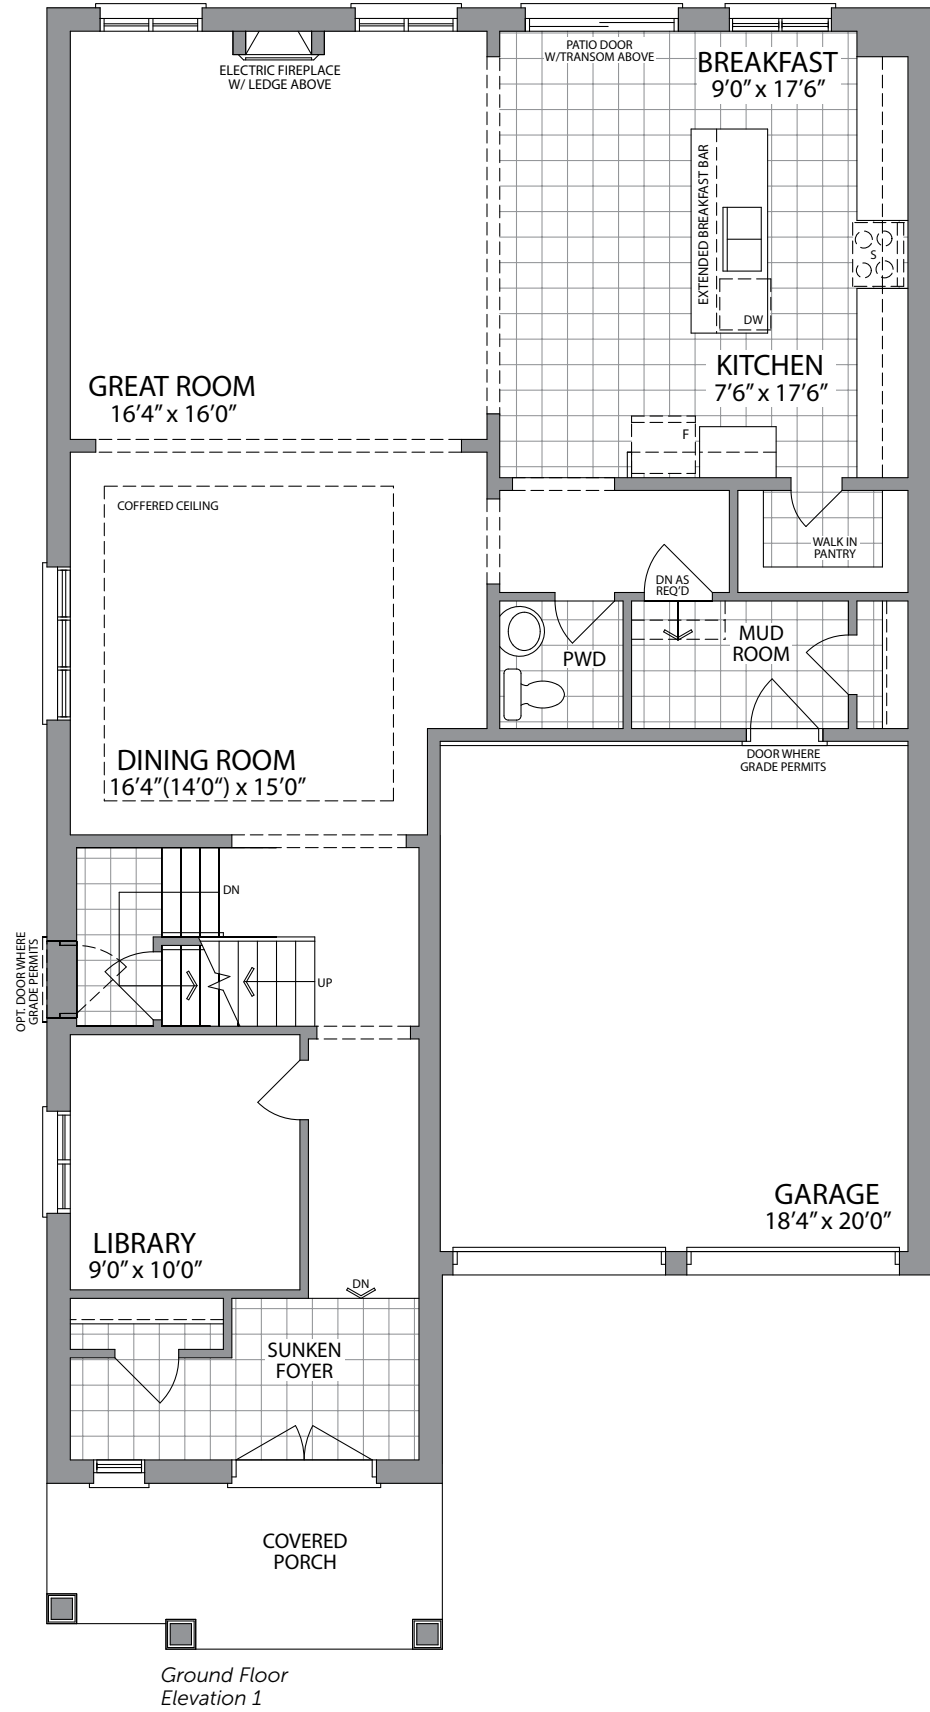 ELECTRIC FIREPLACE
W/ LEDGE ABOVE
PATIO DOOR
W/TRANSOM ABOVE
BREAKFAST
9’0” x 17’6”
EXTENDED BREAKFAST BAR
S
DW
KITCHEN
7’6” x 17’6”
F
GREAT ROOM
16’4” x 16’0”
COFFERED CEILING
WALK IN
PANTRY
DN AS
REQ’D
PWD
MUD
ROOM
DINING ROOM
16’4”(14’0“) x 15’0”
DOOR WHERE
GRADE PERMITS
DN
OPT. DOOR WHERE
GRADE PERMITS
UP
GARAGE
18’4” x 20’0”
LIBRARY
9’0” x 10’0”
DN
SUNKEN
FOYER
COVERED
PORCH
Ground Floor
Elevation 1